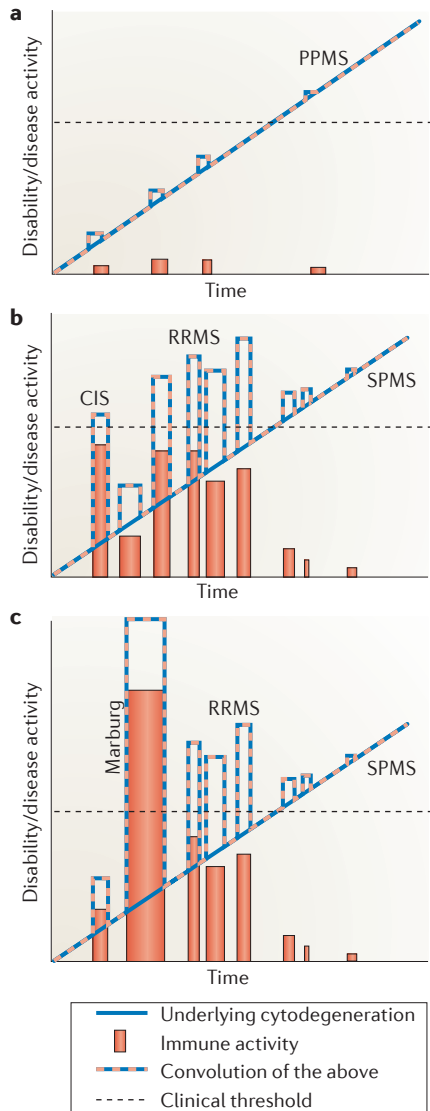 a
Disability/disease activity
PPMS
Time
b
Disability/disease activity
CIS
RRMS
SPMS
Time
c
Disability/disease activity
Marburg
RRMS
SPMS
Time
Underlying cytodegeneration
Immune activity
Convolution of the above
Clinical threshold